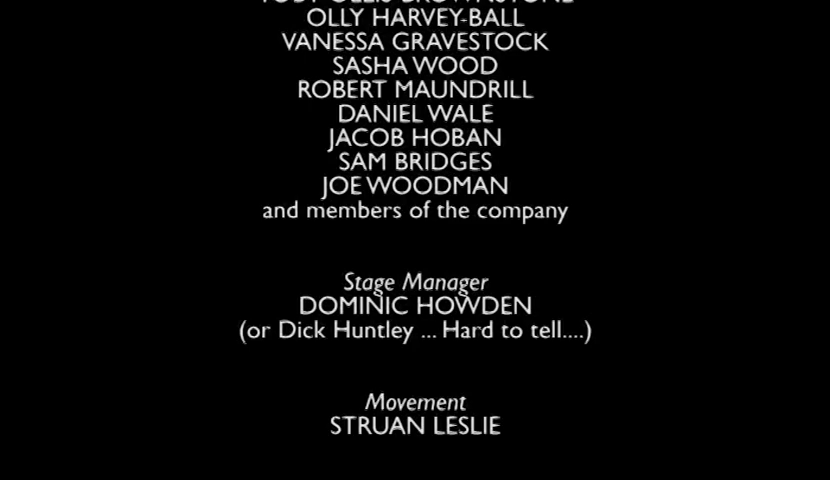 OLLY HARVEY-BALL
VANESSA GRAVESTOCK
SASHA WOOD
ROBERT MAUNDRILL
DANIEL WALE
JACOB HOBAN
SAM BRIDGES
JOE WOODMAN
and members of the company
Stage Manager
DOMINIC HOWDEN
(or Dick Huntley ... Hard to tell....)
Movement
STRUAN LESLIE